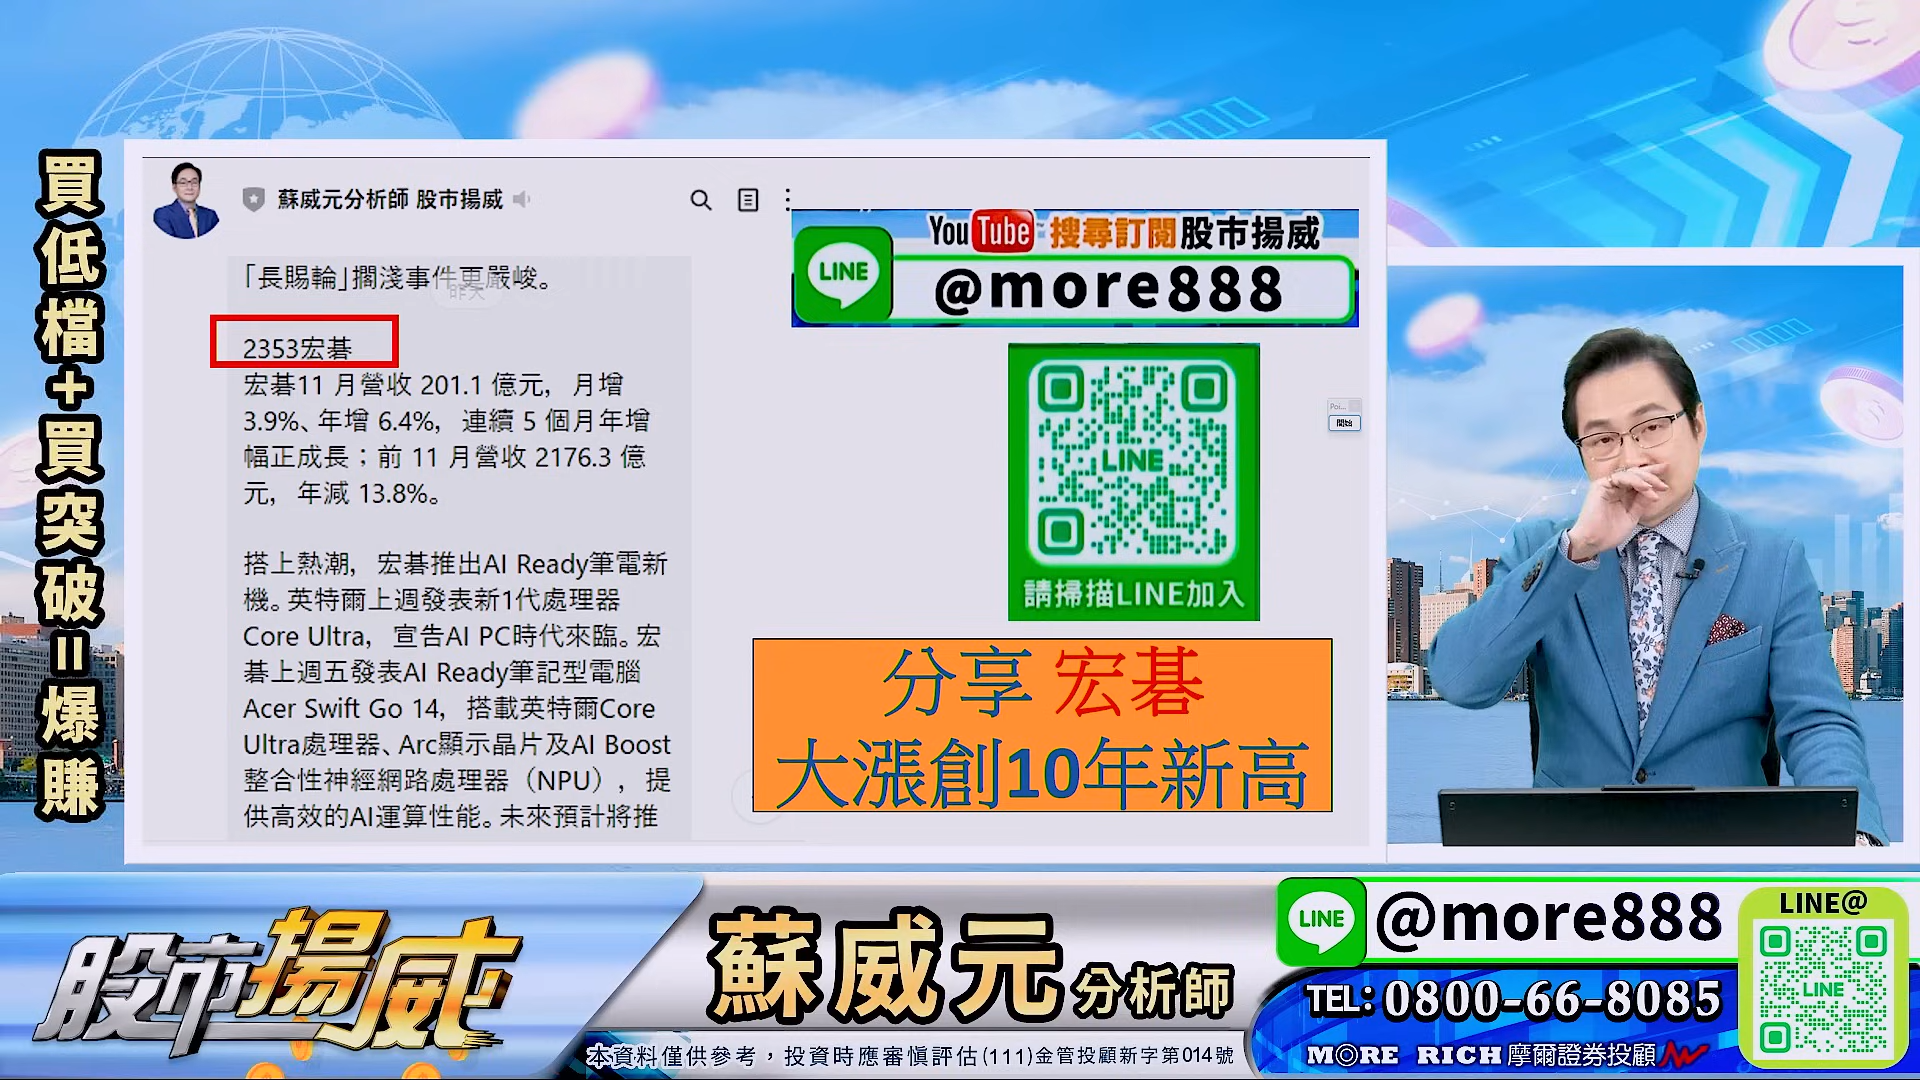 買低檔+買突破=爆賺
蘇威元分析師 股市揚威
「長賜輪」擱淺事件更嚴峻。
昨天
2353宏碁
宏碁11 月營收 201.1 億元, 月增
3.9%、年增 6.4%, 連續 5 個月年增
幅正成長;前 11 月營收 2176.3 億
元, 年減 13.8%。
搭上熱潮, 宏碁推出AI Ready筆電新
機。英特爾上週發表新1代處理器
Core Ultra, 宣告AI PC時代來臨。宏
碁上週五發表AI Ready筆記型電腦
Acer Swift Go 14, 搭載英特爾Core
Ultra處理器、Arc顯示晶片及AI Boost
整合性神經網路處理器(NPU), 提
供高效的AI運算性能。未來預計將推
YouTube 搜尋訂閱股市揚威
LINE
@more888
LINE
請掃描LINE加入
Poi...
開始
分享 宏碁
大漲創10年新高
股市揚威
蘇威元分析師
本資料僅供參考,投資時應審慎評估(111)金管投顧新字第014號
LINE
@more888
TEL:0800-66-8085
MORE RICH 摩爾證券投顧
LINE@
LINE